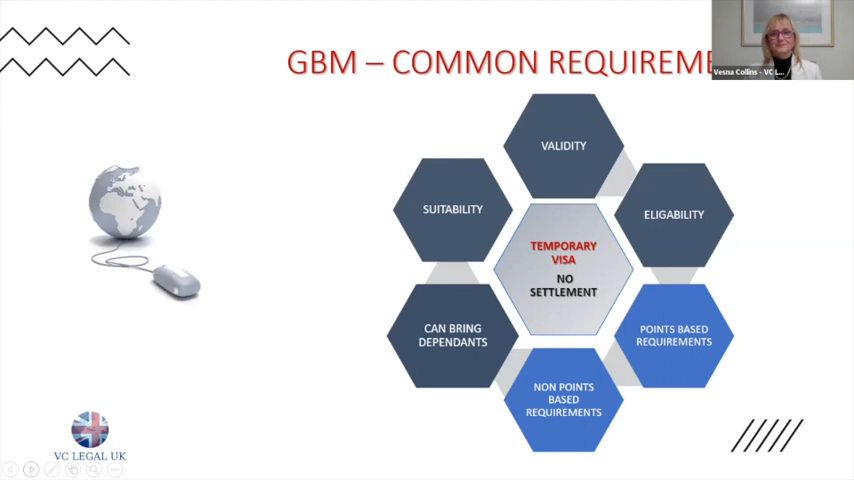 GBM – COMMON REQUIREME
Vesna Collins - VC L...
VALIDITY
SUITABILITY
ELIGABILITY
TEMPORARY
VISA
NO
SETTLEMENT
CAN BRING
DEPENDANTS
POINTS BASED
REQUIREMENTS
NON POINTS
BASED
REQUIREMENTS
VC LEGAL UK